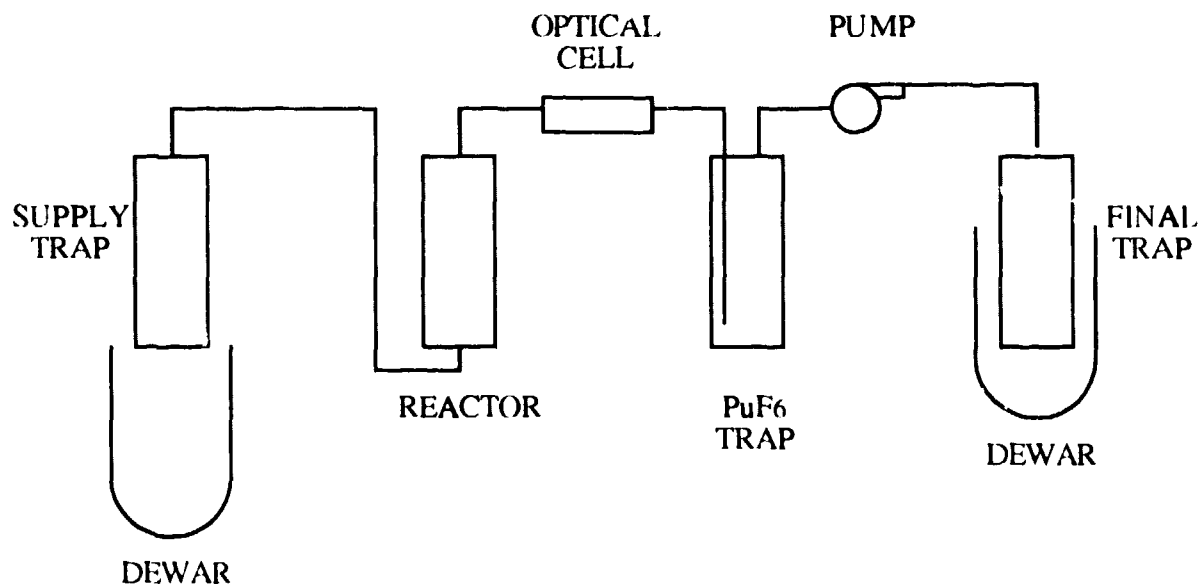 OPTICAL
CELL
PUMP
SUPPLY
TRAP
FINAL
TRAP
REACTOR
PuF6
TRAP
DEWAR
DEWAR